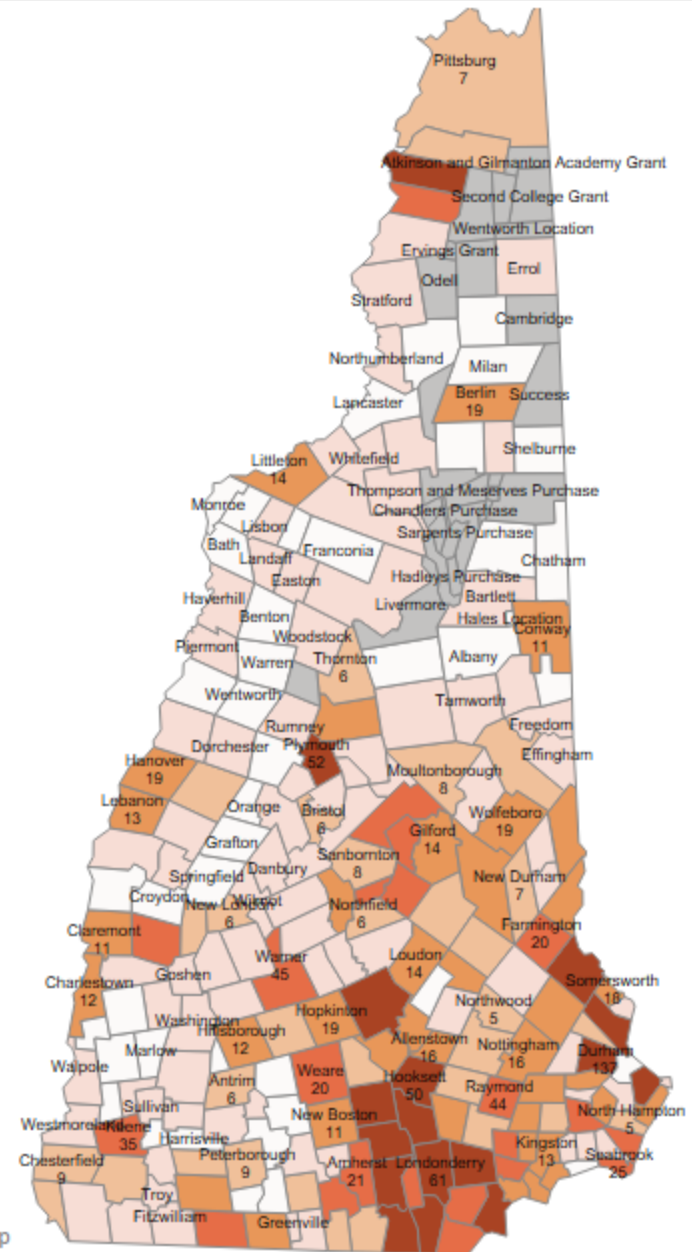 Pittsburg
7
Atkinson and Gilmanton Academy Grant
Second College Grant
Wentworth Location
Ervings Grant
Errol
Odell
Stratford
Cambridge
Northumberland
Milan
Berlin
19
Success
Lancaster
Shelburne
Littleton
14
Whitefield
Thompson and Meserves Purchase
Monroe
Chandlers Purchase
Lisbon
Sargents Purchase
Bath
Franconia
Landaff
Chatham
Easton
Hadleys Purchase
Haverhill
Bartlett
Livermore
Benton
Hales Location
Conway
11
Woodstock
Piermont
Warren
Thornton
6
Albany
Wentworth
Tamworth
Rumney
Freedom
Dorchester
Plymouth
52
Effingham
Hanover
19
Moultonborough
8
Lebanon
13
Orange
Bristol
6
Wolfeboro
19
Gilford
14
Grafton
Sanbornton
8
Danbury
Springfield
New Durham
7
Croydon
Wilmot
New London
6
Northfield
6
Claremont
11
Farmington
20
Warner
45
Loudon
14
Goshen
Charlestown
12
Somersworth
18
Northwood
5
Washington
Hopkinton
19
Hillsborough
12
Allenstown
16
Nottingham
16
Marlow
Durham
137
Walpole
Weare
20
Hooksett
50
Antrim
6
Raymond
44
Sullivan
New Boston
11
North Hampton
5
Westmoreland
Keene
35
Harrisville
Kingston
13
Chesterfield
9
Peterborough
9
Amherst
21
Londonderry
61
Seabrook
25
Troy
Fitzwilliam
Greenville
p